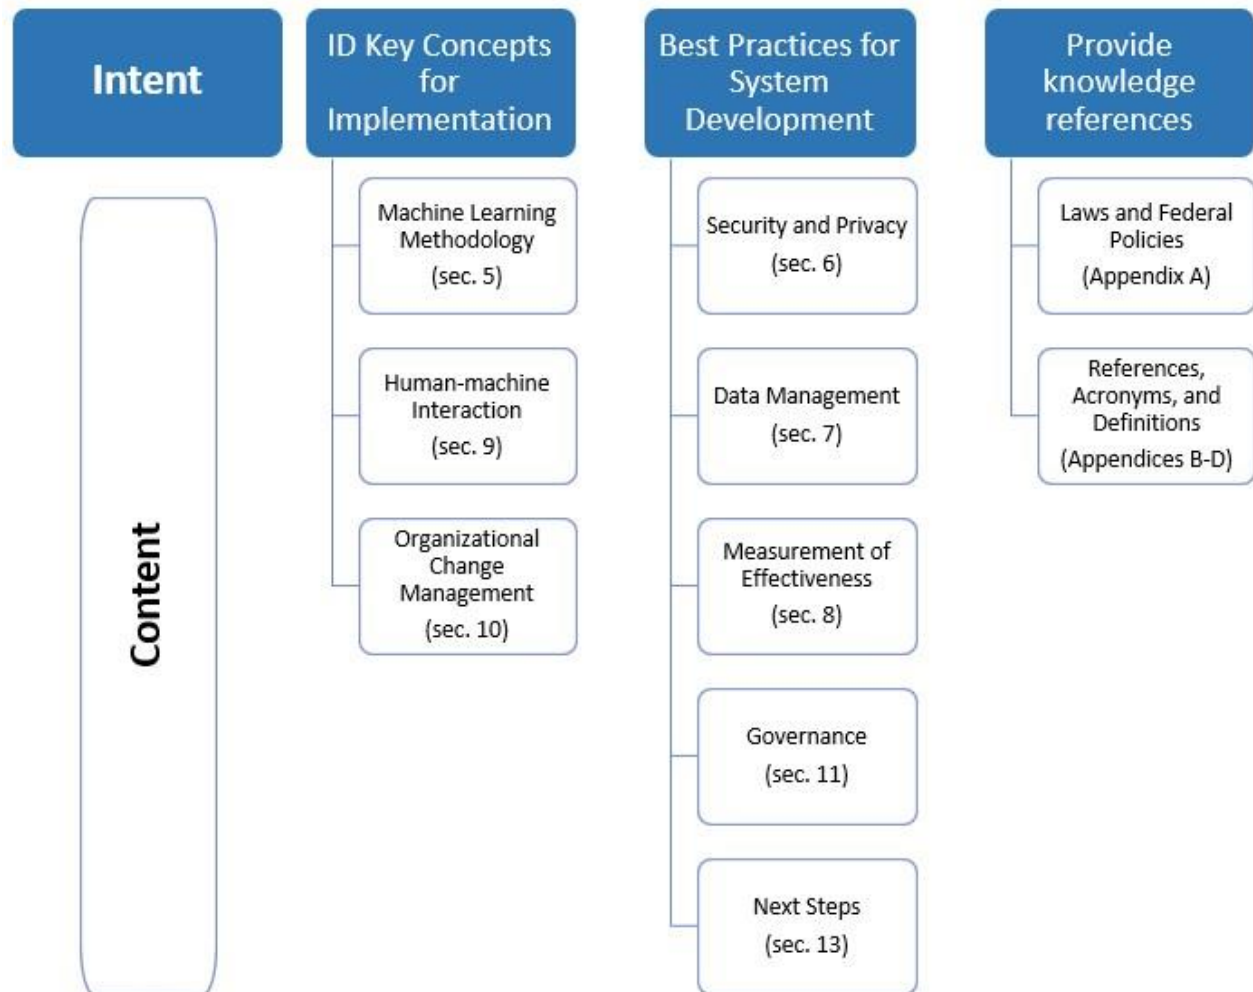 Intent
ID Key Concepts
for
Implementation
Best Practices for
System
Development
Provide
knowledge
references
Content
Machine Learning
Methodology
(sec. 5)
Human-machine
Interaction
(sec. 9)
Organizational
Change
Management
(sec. 10)
Security and Privacy
(sec. 6)
Data Management
(sec. 7)
Measurement of
Effectiveness
(sec. 8)
Governance
(sec. 11)
Next Steps
(sec. 13)
Laws and Federal
Policies
(Appendix A)
References,
Acronyms, and
Definitions
(Appendices B-D)